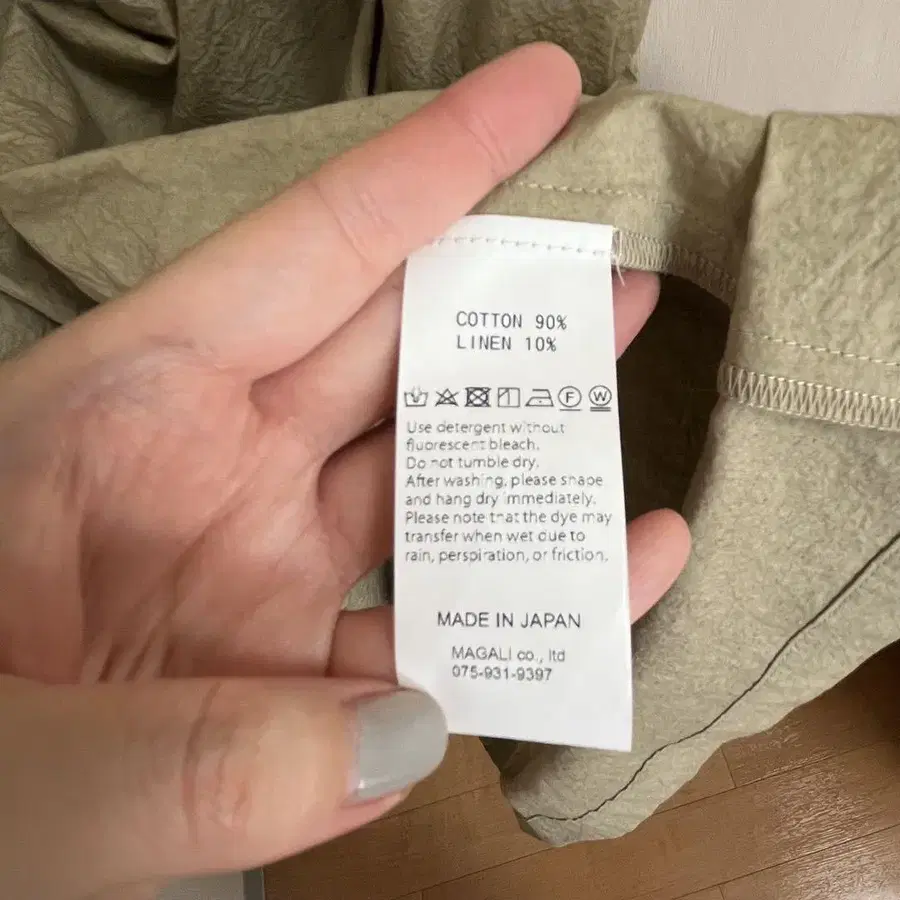 COTTON 90%
LINEN 10%
F W
Use detergent without
fluorescent bleach.
Do not tumble dry.
After washing, please shape
and hang dry immediately.
Please note that the dye may
transfer when wet due to
rain, perspiration, or friction.
MADE IN JAPAN
MAGALI co., ltd
075-931-9397